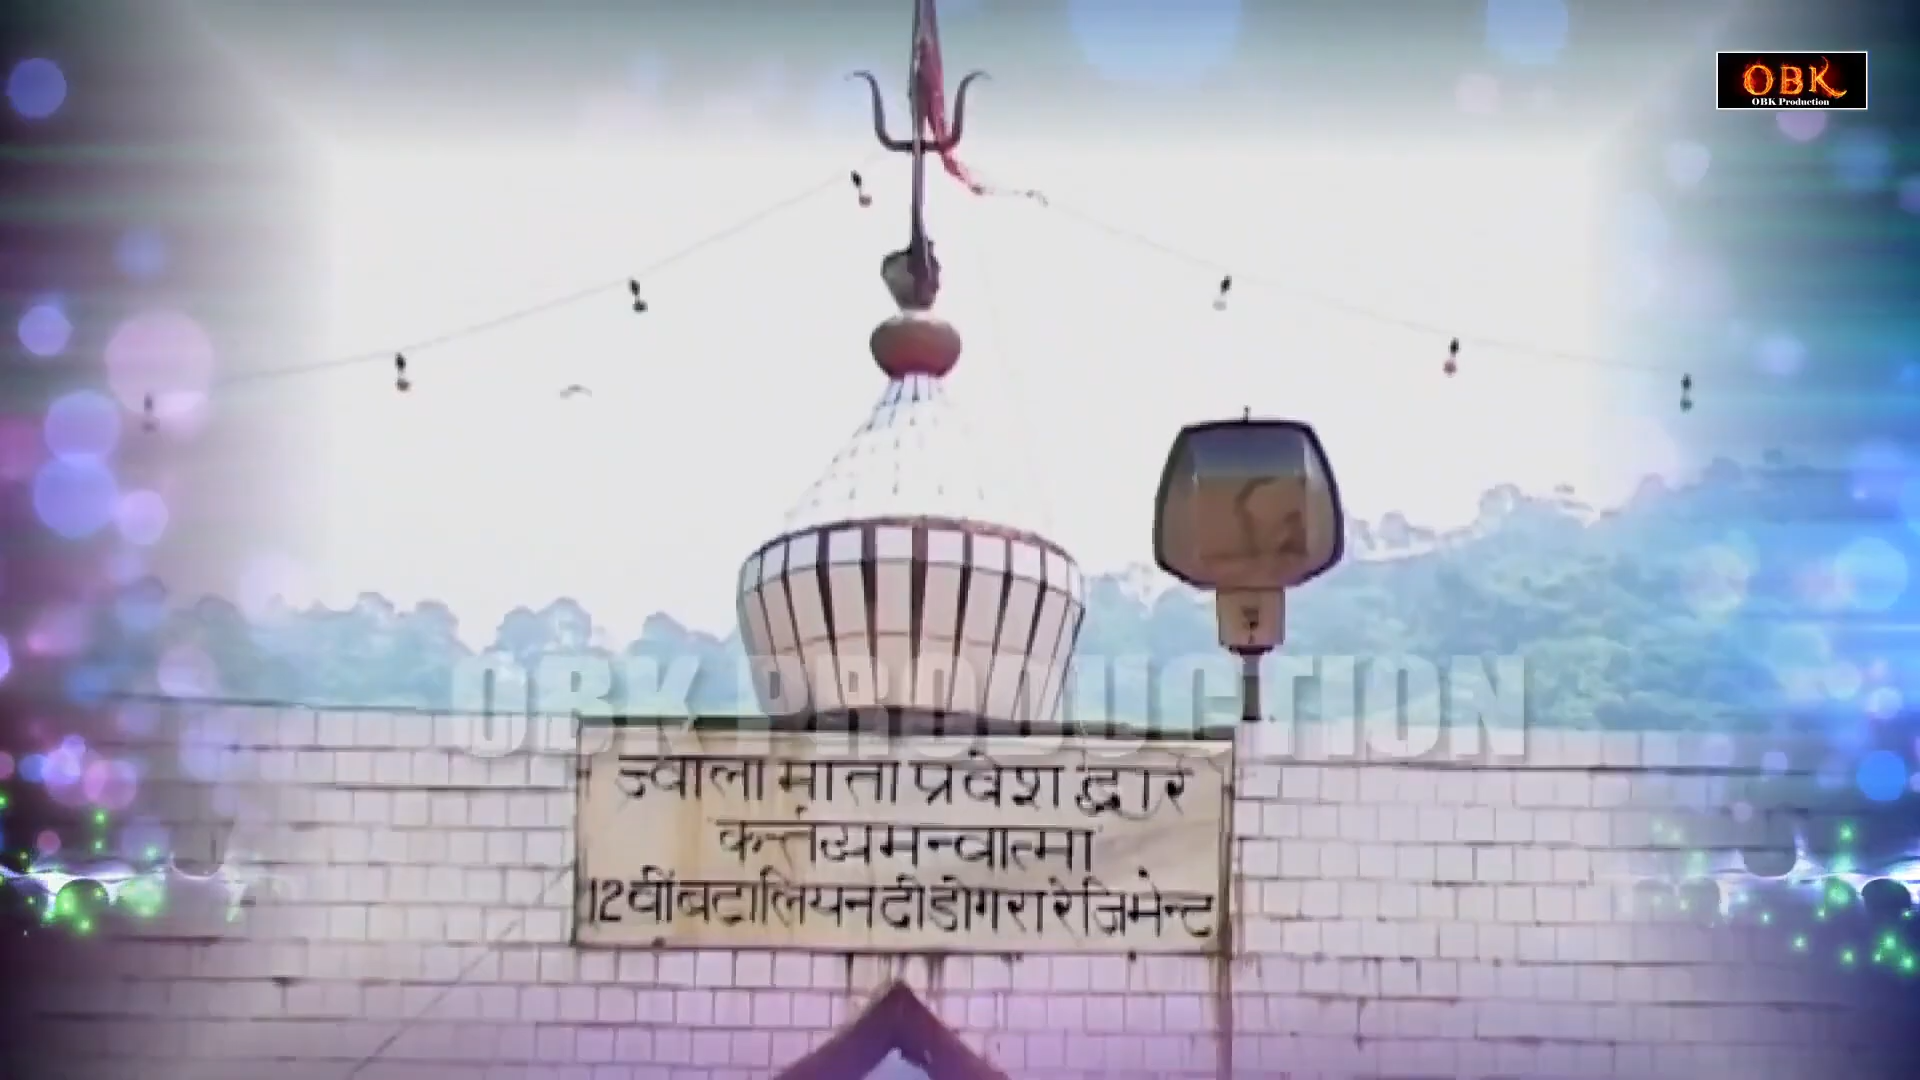 OBK
OBK Production
OBK PRODUCTION
ज्वाला माता प्रवेश द्वार
कर्त्तव्यमन्वात्मा
12वीं बटालियन दी डोगरा रेजिमेन्ट